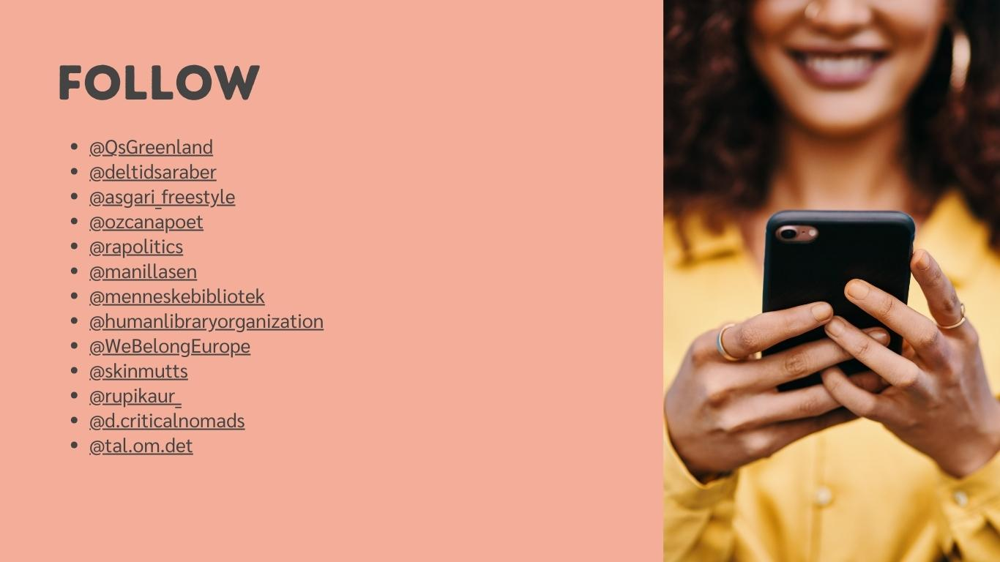 FOLLOW
@QsGreenland
@deltidsaraber
@asgari_freestyle
@ozcanapoet
@rapolitics
@manillasen
@menneskebibliotek
@humanlibraryorganization
@WeBelongEurope
@skinmutts
@rupikaur_
@d.criticalnomads
@tal.om.det